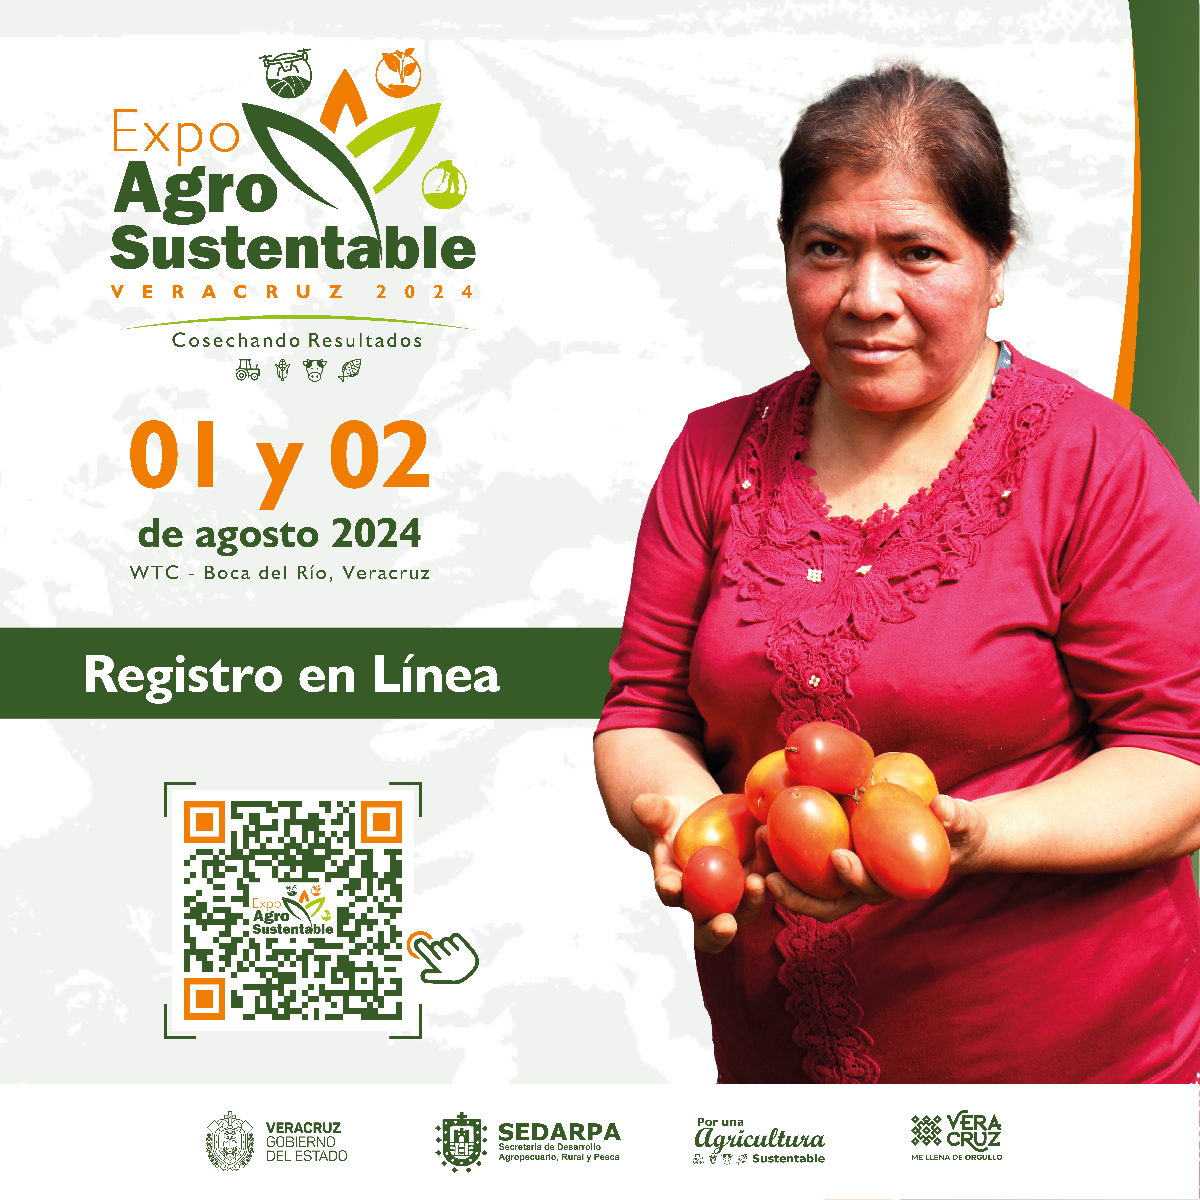 Expo
Agro
Sustentable
VERACRUZ 2024
Cosechando Resultados
01 y 02
de agosto 2024
WTC - Boca del Río, Veracruz
Registro en Línea
Expo
Agro
Sustentable
VERACRUZ
GOBIERNO
DEL ESTADO
SEDARPA
Secretaría de Desarrollo
Agropecuario, Rural y Pesca
Por una
Agricultura
Sustentable
VERA
CRUZ
ME LLENA DE ORGULLO